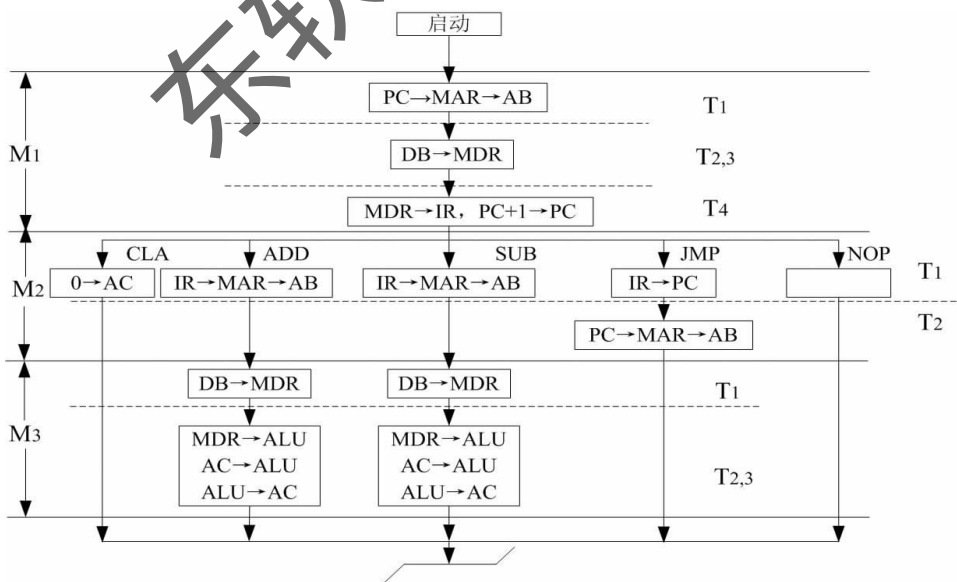 东软
启动
PC→MAR→AB
T1
M1
DB→MDR
T2,3
MDR→IR，PC+1→PC
T4
CLA ADD SUB JMP NOP
M2
0→AC IR→MAR→AB IR→MAR→AB IR→PC
T1
T2
PC→MAR→AB
DB→MDR DB→MDR
T1
M3
MDR→ALU MDR→ALU
AC→ALU AC→ALU
ALU→AC ALU→AC
T2,3